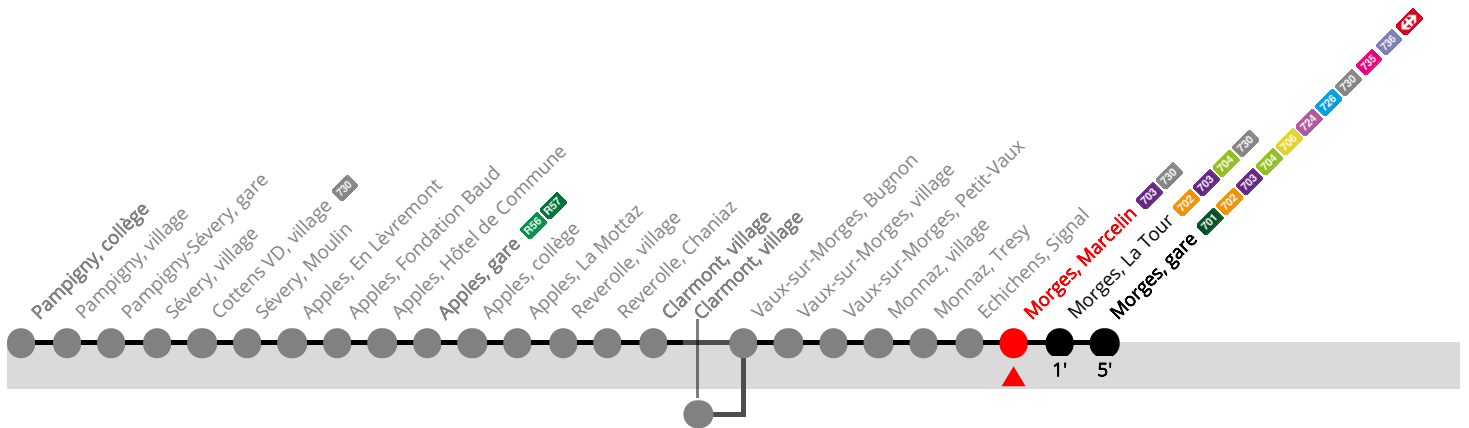 Pampigny, collège
Pampigny, village
Pampigny-Sévery, gare
Sévery, village
Cottens VD, village 730
Sévery, Moulin
Apples, En Lèvremont
Apples, Fondation Baud
Apples, Hôtel de Commune
Apples, gare R56 R57
Apples, collège
Apples, La Mottaz
Reverolle, village
Reverolle, Chaniaz
Clarmont, village
Clarmont, village
Vaux-sur-Morges, Bugnon
Vaux-sur-Morges, village
Vaux-sur-Morges, Petit-Vaux
Monnaz, village
Monnaz, Tresy
Echichens, Signal
Morges, Marcelin 703 730
Morges, La Tour 702 703 704 730
Morges, gare 701 702 703 704 706 724 726 730 735 736
1' 5'